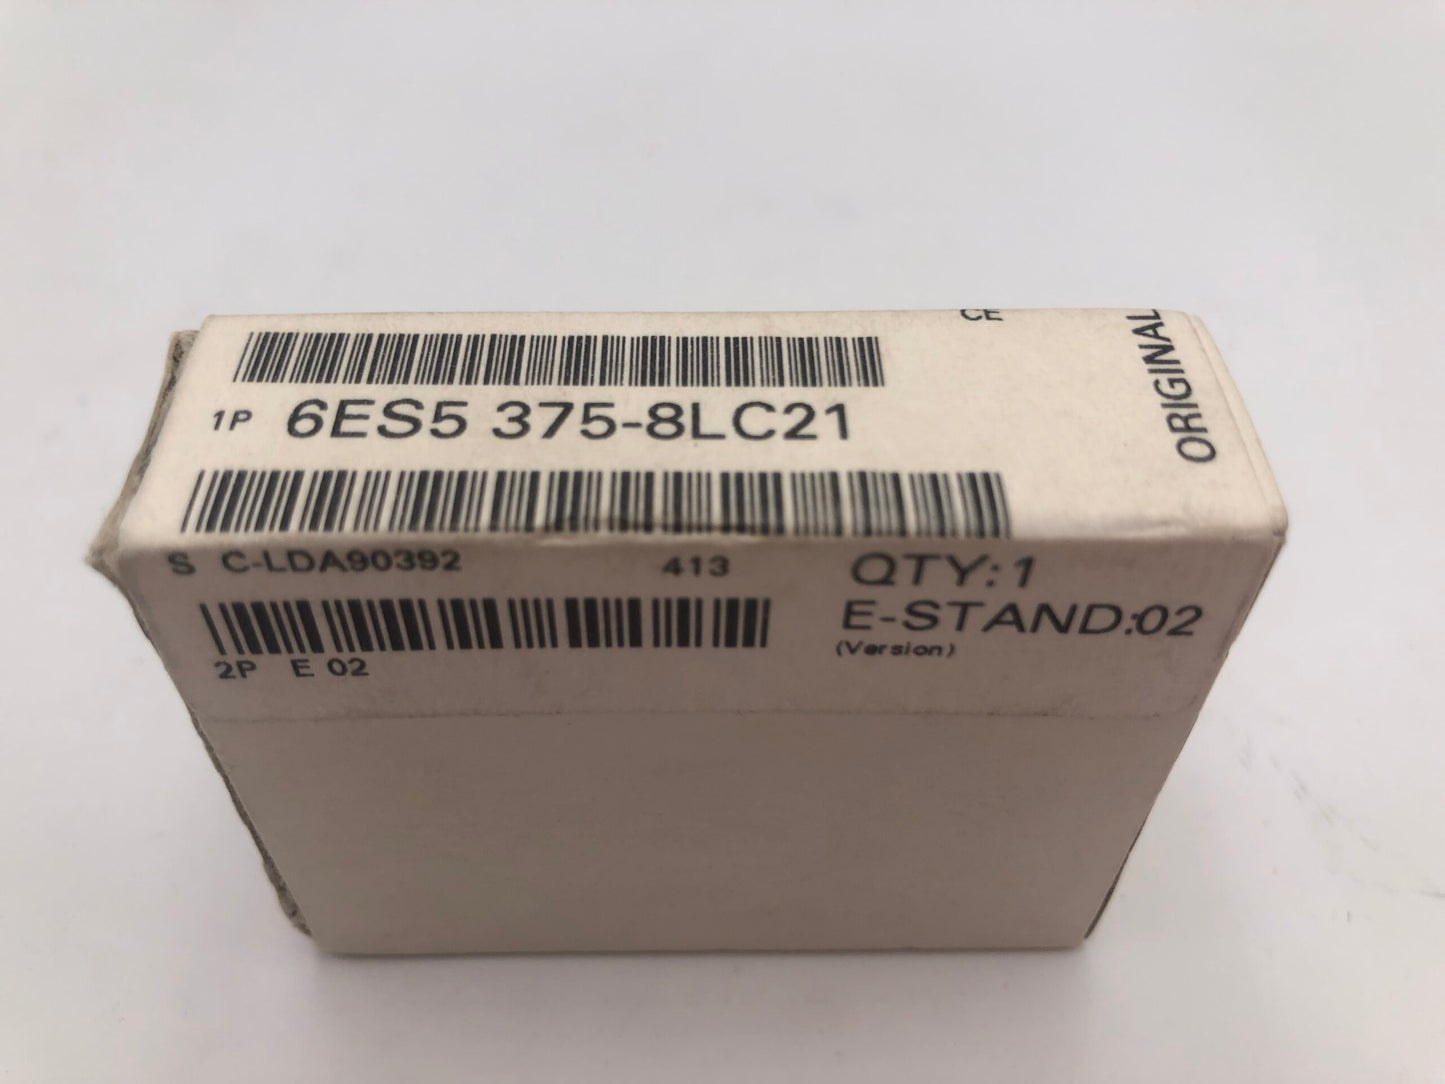 CE
ORIGINAL
1P 6ES5 375-8LC21
S C-LDA90392 413
QTY:1
E-STAND:02
(Version)
2P E 02